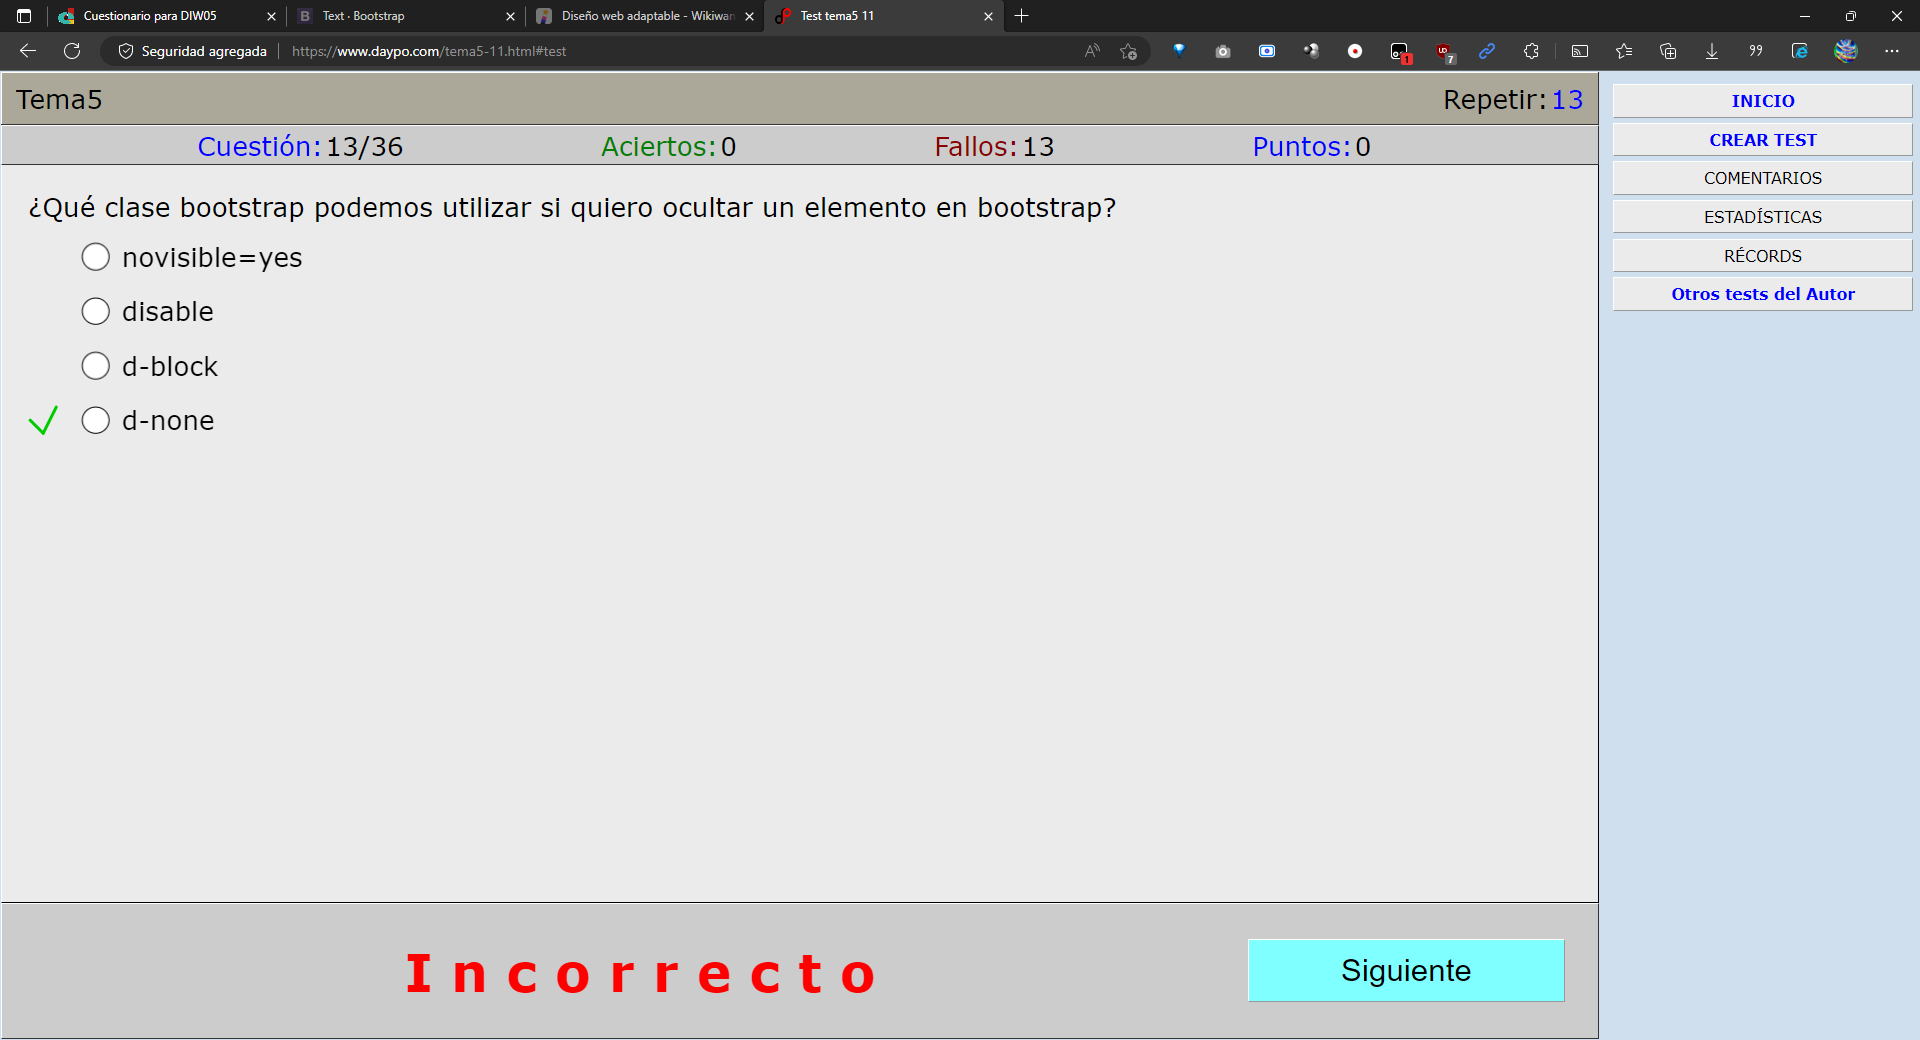 Cuestionario para DIW05
Text · Bootstrap
Diseño web adaptable - Wikiwan
Test tema5 11
Seguridad agregada
https://www.daypo.com/tema5-11.html#test
1
7
Tema5
Repetir:13
Cuestión:13/36
Aciertos:0
Fallos:13
Puntos:0
¿Qué clase bootstrap podemos utilizar si quiero ocultar un elemento en bootstrap?
novisible=yes
disable
d-block
d-none
Incorrecto
Siguiente
INICIO
CREAR TEST
COMENTARIOS
ESTADÍSTICAS
RÉCORDS
Otros tests del Autor